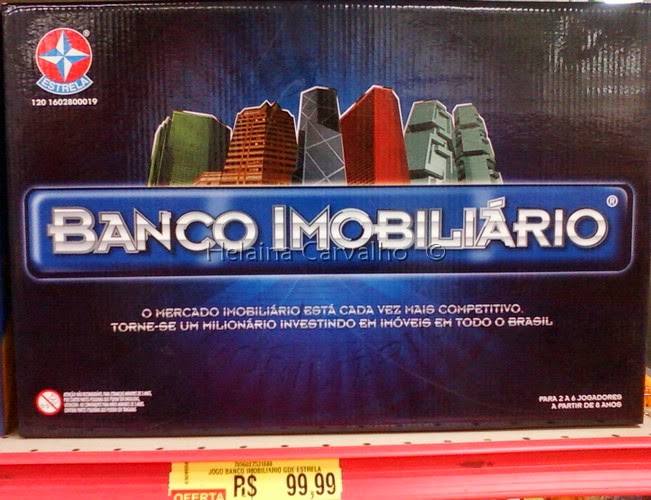 ESTRELA
®
120 1602800019
BANCO IMOBILIÁRIO ®
Helaina Carvalho ©
O MERCADO IMOBILIÁRIO ESTÁ CADA VEZ MAIS COMPETITIVO.
TORNE-SE UM MILIONÁRIO INVESTINDO EM IMÓVEIS EM TODO O BRASIL
PARA 2 A 6 JOGADORES
A PARTIR DE 8 ANOS
JOGO BANCO IMOBILIARIO GDE ESTRELA
OFERTA R$ 99,99